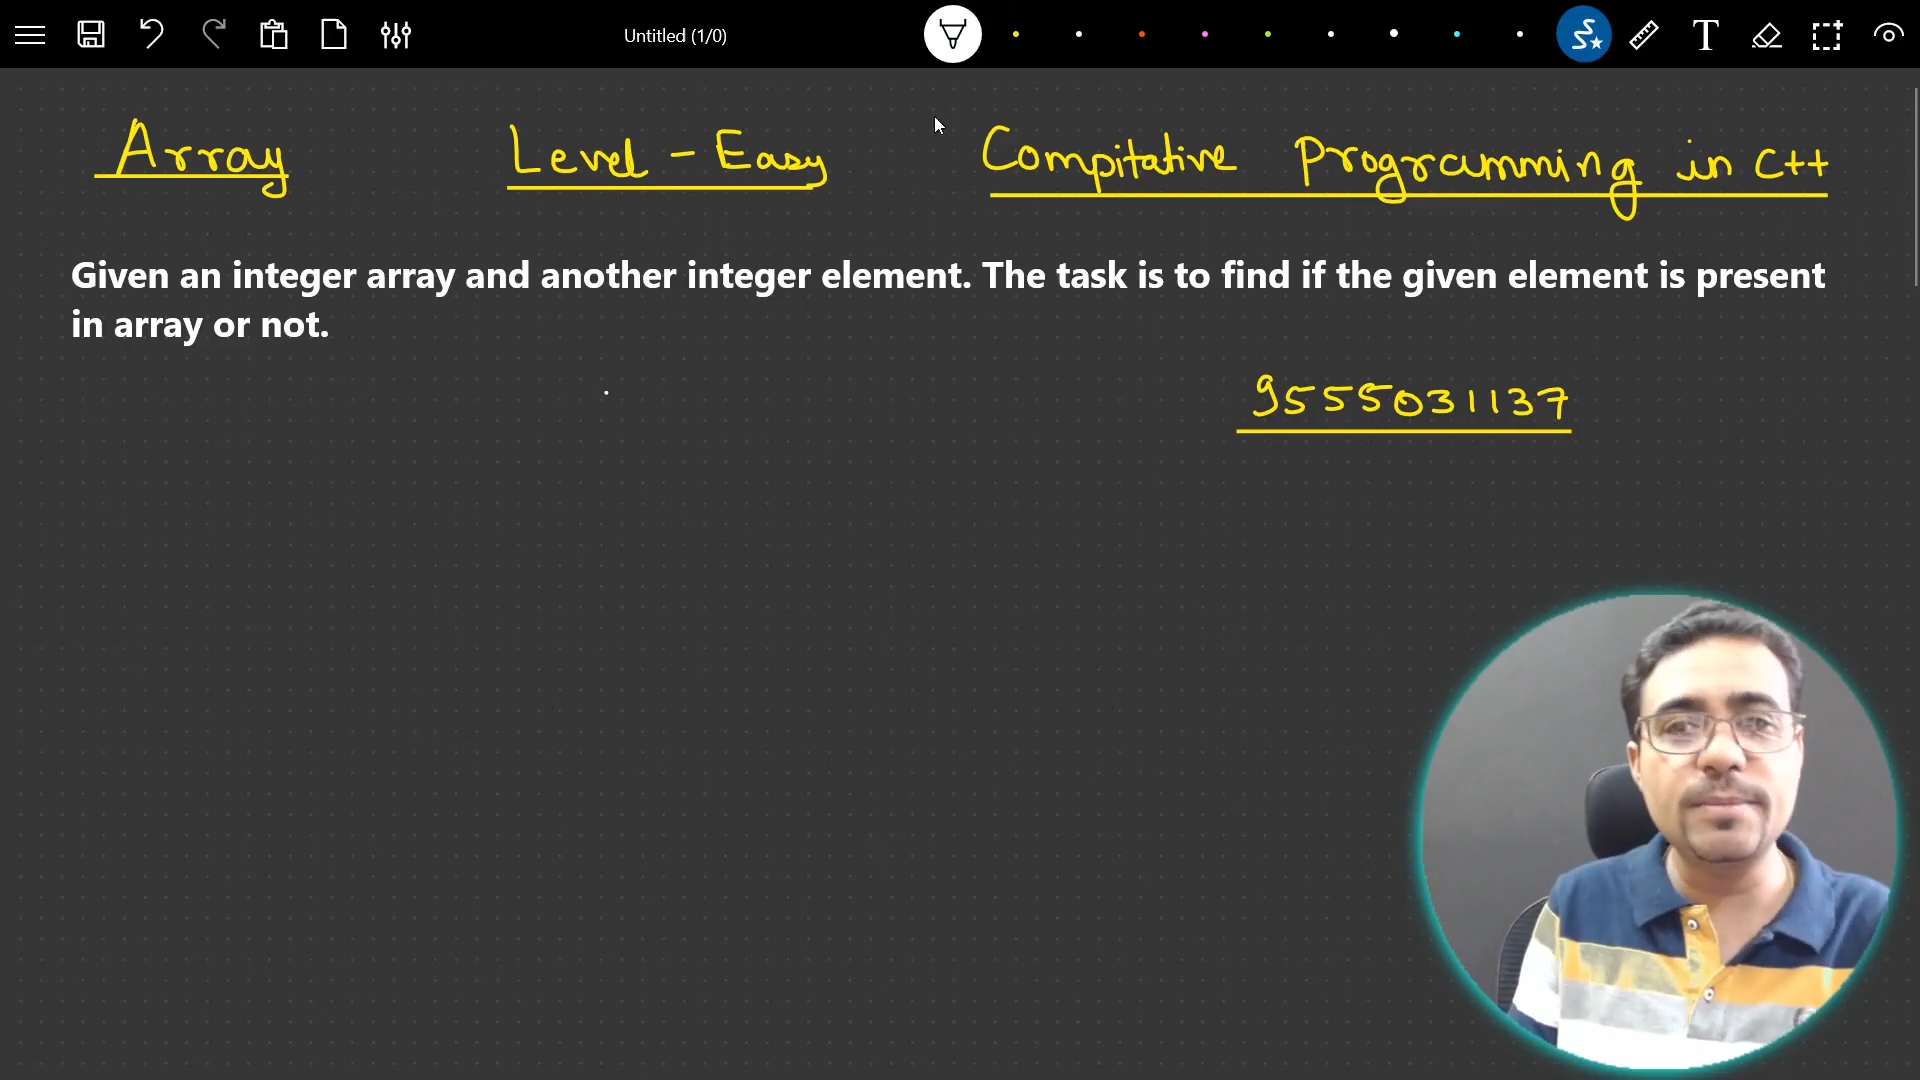 Untitled (1/0)
T
Array Level - Easy Compitative Programming in C++
Given an integer array and another integer element. The task is to find if the given element is present
in array or not.
9555031137